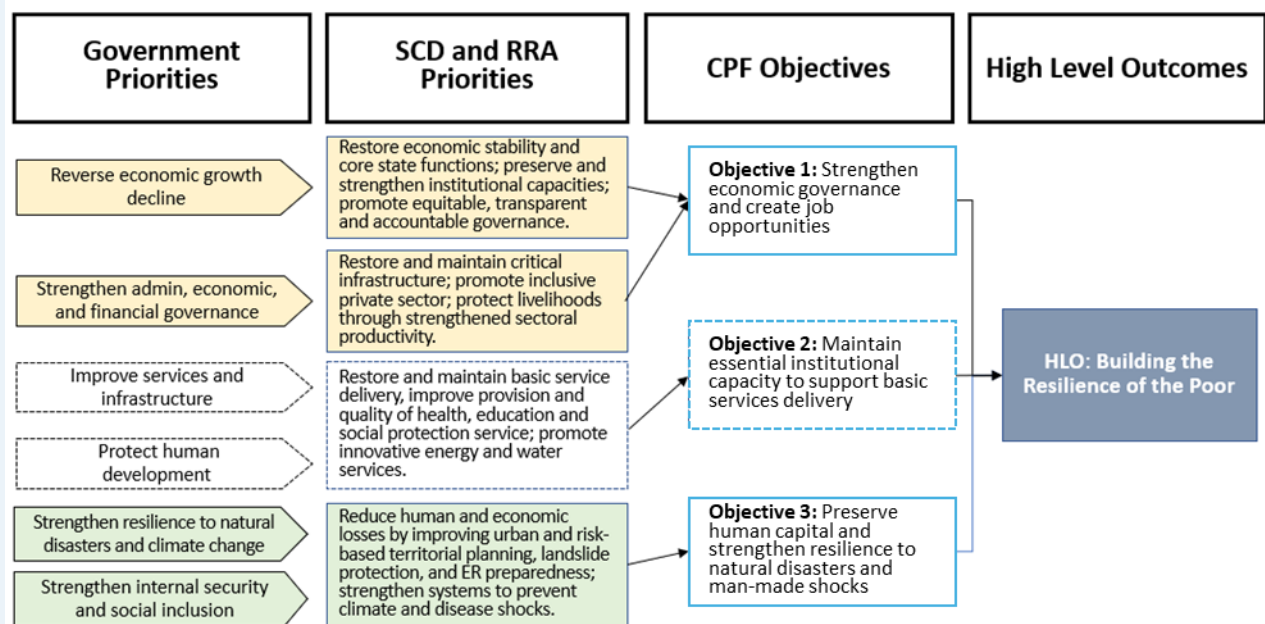 Government
Priorities
SCD and RRA
Priorities
CPF Objectives
High Level Outcomes
Reverse economic growth
decline
Strengthen admin, economic,
and financial governance
Improve services and
infrastructure
Protect human
development
Strengthen resilience to natural
disasters and climate change
Strengthen internal security
and social inclusion
Restore economic stability and
core state functions; preserve and
strengthen institutional capacities;
promote equitable, transparent
and accountable governance.
Restore and maintain critical
infrastructure; promote inclusive
private sector; protect livelihoods
through strengthened sectoral
productivity.
Restore and maintain basic service
delivery, improve provision and
quality of health, education and
social protection service; promote
innovative energy and water
services.
Reduce human and economic
losses by improving urban and risk-
based territorial planning, landslide
protection, and ER preparedness;
strengthen systems to prevent
climate and disease shocks.
Objective 1: Strengthen
economic governance
and create job
opportunities
Objective 2: Maintain
essential institutional
capacity to support basic
services delivery
Objective 3: Preserve
human capital and
strengthen resilience to
natural disasters and
man-made shocks
HLO: Building the
Resilience of the Poor